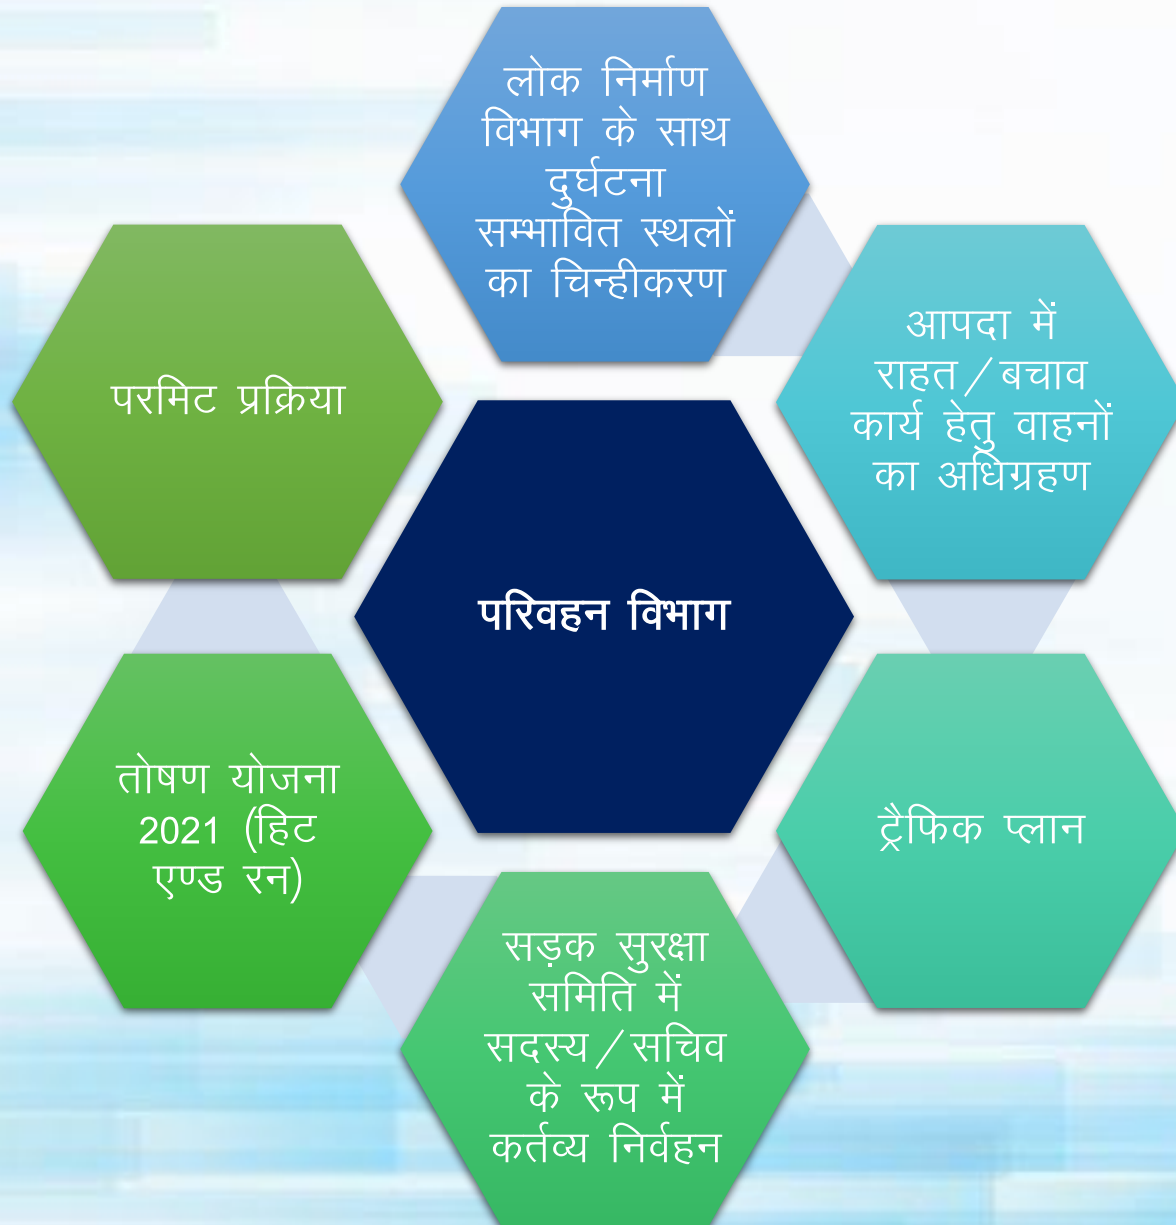 लोक निर्माण
विभाग के साथ
दुर्घटना
सम्भावित स्थलों
का चिन्हीकरण
आपदा में
राहत/बचाव
कार्य हेतु वाहनों
का अधिग्रहण
परमिट प्रक्रिया
परिवहन विभाग
तोषण योजना
2021 (हिट
एण्ड रन)
ट्रैफिक प्लान
सड़क सुरक्षा
समिति में
सदस्य/सचिव
के रूप में
कर्तव्य निर्वहन